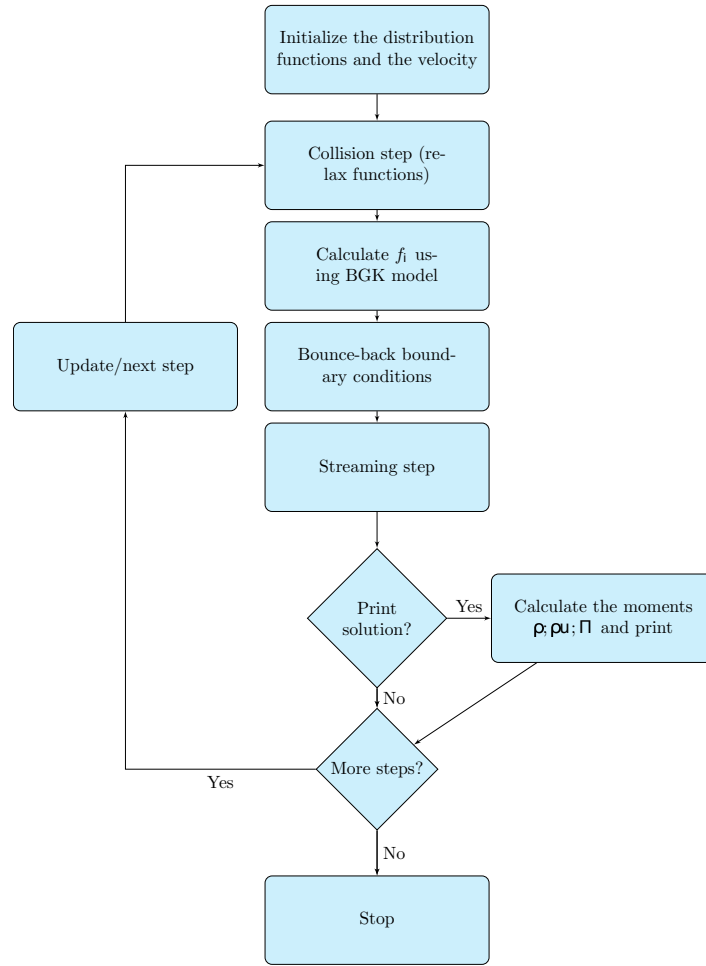 Initialize the distribution
functions and the velocity
Collision step (re-
lax functions)
Calculate fᵢ us-
ing BGK model
Bounce-back bound-
ary conditions
Update/next step
Streaming step
Print
solution?
Yes
Calculate the moments
ρ; ρu; Π and print
No
More steps?
Yes
No
Stop